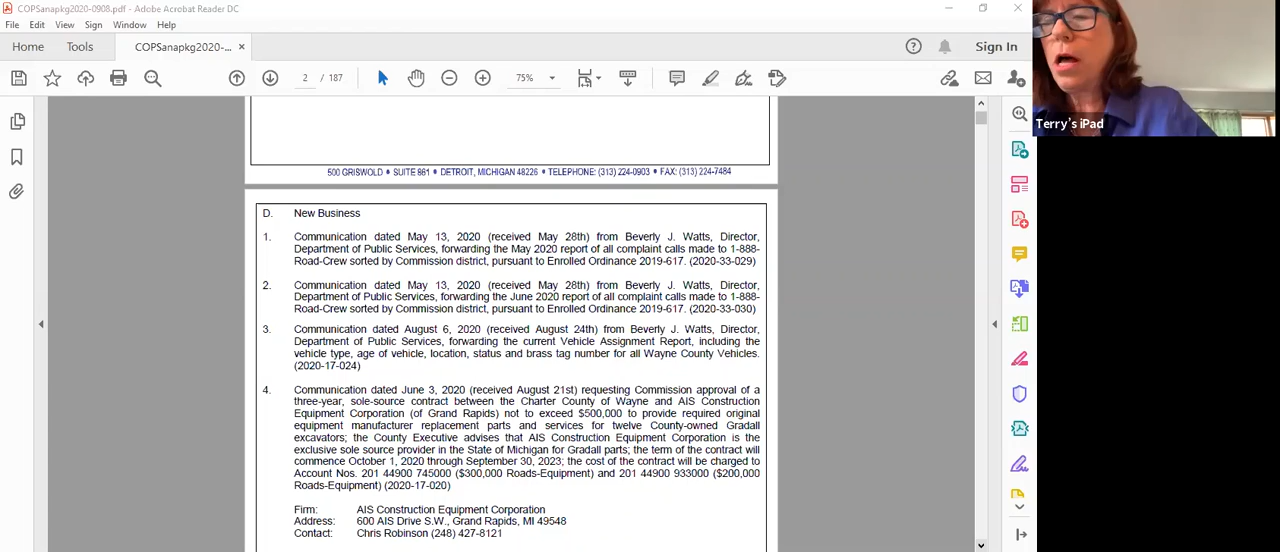 COPSanapkg2020-0908.pdf - Adobe Acrobat Reader DC
File Edit View Sign Window Help
Home Tools COPSanapkg2020-... × Sign In
2 / 187 75%
500 GRISWOLD • SUITE 861 • DETROIT, MICHIGAN 48226 • TELEPHONE: (313) 224-0903 • FAX: (313) 224-7484
D. New Business
1. Communication dated May 13, 2020 (received May 28th) from Beverly J. Watts, Director,
Department of Public Services, forwarding the May 2020 report of all complaint calls made to 1-888-
Road-Crew sorted by Commission district, pursuant to Enrolled Ordinance 2019-617. (2020-33-029)
2. Communication dated May 13, 2020 (received May 28th) from Beverly J. Watts, Director,
Department of Public Services, forwarding the June 2020 report of all complaint calls made to 1-888-
Road-Crew sorted by Commission district, pursuant to Enrolled Ordinance 2019-617. (2020-33-030)
3. Communication dated August 6, 2020 (received August 24th) from Beverly J. Watts, Director,
Department of Public Services, forwarding the current Vehicle Assignment Report, including the
vehicle type, age of vehicle, location, status and brass tag number for all Wayne County Vehicles.
(2020-17-024)
4. Communication dated June 3, 2020 (received August 21st) requesting Commission approval of a
three-year, sole-source contract between the Charter County of Wayne and AIS Construction
Equipment Corporation (of Grand Rapids) not to exceed $500,000 to provide required original
equipment manufacturer replacement parts and services for twelve County-owned Gradall
excavators; the County Executive advises that AIS Construction Equipment Corporation is the
exclusive sole source provider in the State of Michigan for Gradall parts; the term of the contract will
commence October 1, 2020 through September 30, 2023; the cost of the contract will be charged to
Account Nos. 201 44900 745000 ($300,000 Roads-Equipment) and 201 44900 933000 ($200,000
Roads-Equipment) (2020-17-020)
Firm: AIS Construction Equipment Corporation
Address: 600 AIS Drive S.W., Grand Rapids, MI 49548
Contact: Chris Robinson (248) 427-8121
Terry's iPad